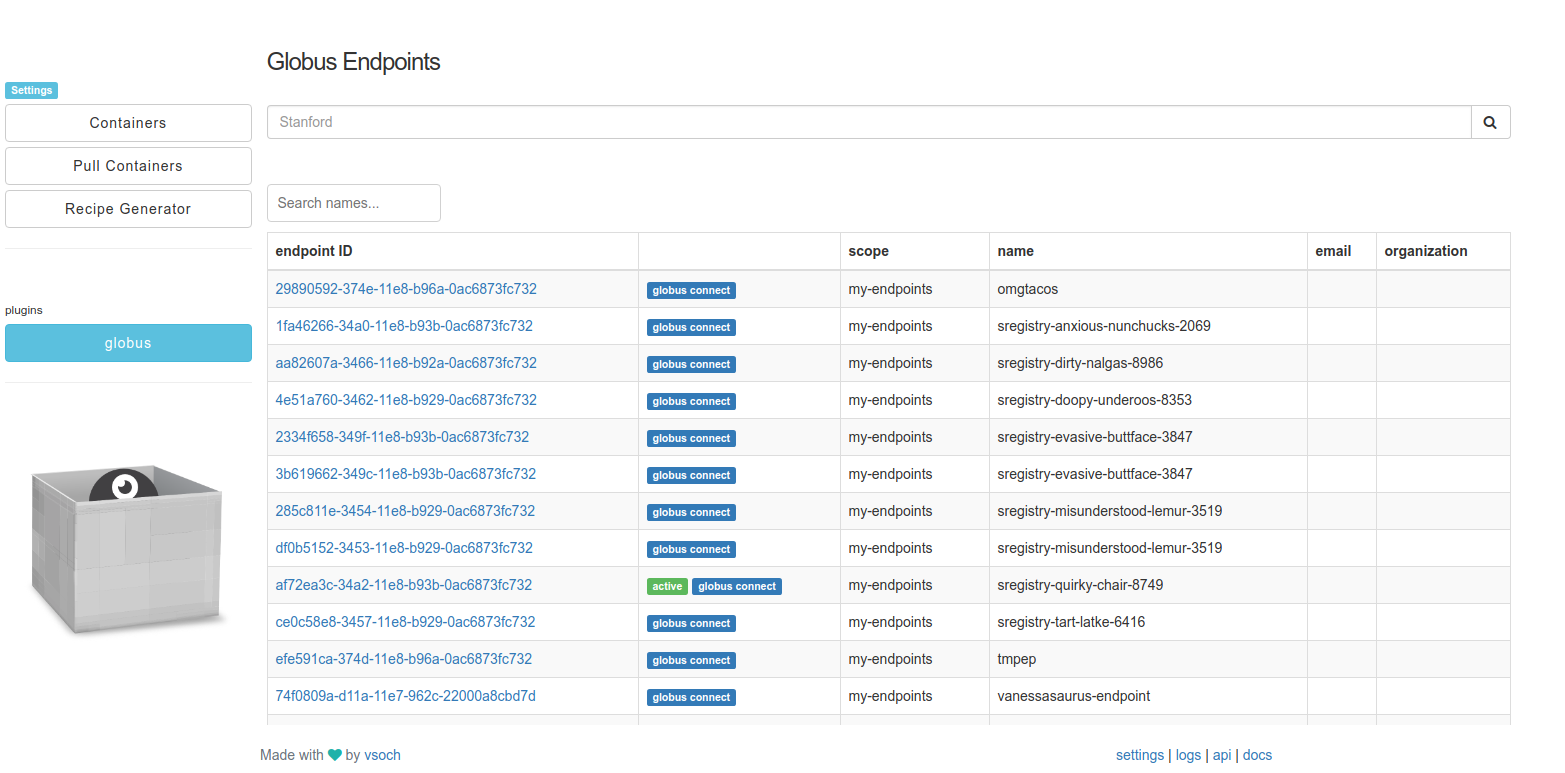 Globus Endpoints
Settings
Containers
Pull Containers
Recipe Generator
plugins
globus
Stanford
Search names...
endpoint ID scope name email organization
29890592-374e-11e8-b96a-0ac6873fc732 globus connect my-endpoints omgtacos
1fa46266-34a0-11e8-b93b-0ac6873fc732 globus connect my-endpoints sregistry-anxious-nunchucks-2069
aa82607a-3466-11e8-b92a-0ac6873fc732 globus connect my-endpoints sregistry-dirty-nalgas-8986
4e51a760-3462-11e8-b929-0ac6873fc732 globus connect my-endpoints sregistry-doopy-underoos-8353
2334f658-349f-11e8-b93b-0ac6873fc732 globus connect my-endpoints sregistry-evasive-buttface-3847
3b619662-349c-11e8-b93b-0ac6873fc732 globus connect my-endpoints sregistry-evasive-buttface-3847
285c811e-3454-11e8-b929-0ac6873fc732 globus connect my-endpoints sregistry-misunderstood-lemur-3519
df0b5152-3453-11e8-b929-0ac6873fc732 globus connect my-endpoints sregistry-misunderstood-lemur-3519
af72ea3c-34a2-11e8-b93b-0ac6873fc732 active globus connect my-endpoints sregistry-quirky-chair-8749
ce0c58e8-3457-11e8-b929-0ac6873fc732 globus connect my-endpoints sregistry-tart-latke-6416
efe591ca-374d-11e8-b96a-0ac6873fc732 globus connect my-endpoints tmpep
74f0809a-d11a-11e7-962c-22000a8cbd7d globus connect my-endpoints vanessasaurus-endpoint
Made with by vsoch
settings | logs | api | docs